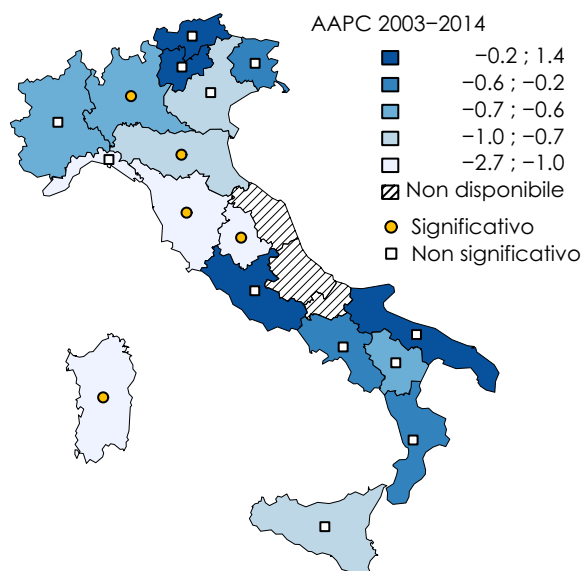 AAPC 2003−2014
−0.2 ; 1.4
−0.6 ; −0.2
−0.7 ; −0.6
−1.0 ; −0.7
−2.7 ; −1.0
Non disponibile
Significativo
Non significativo